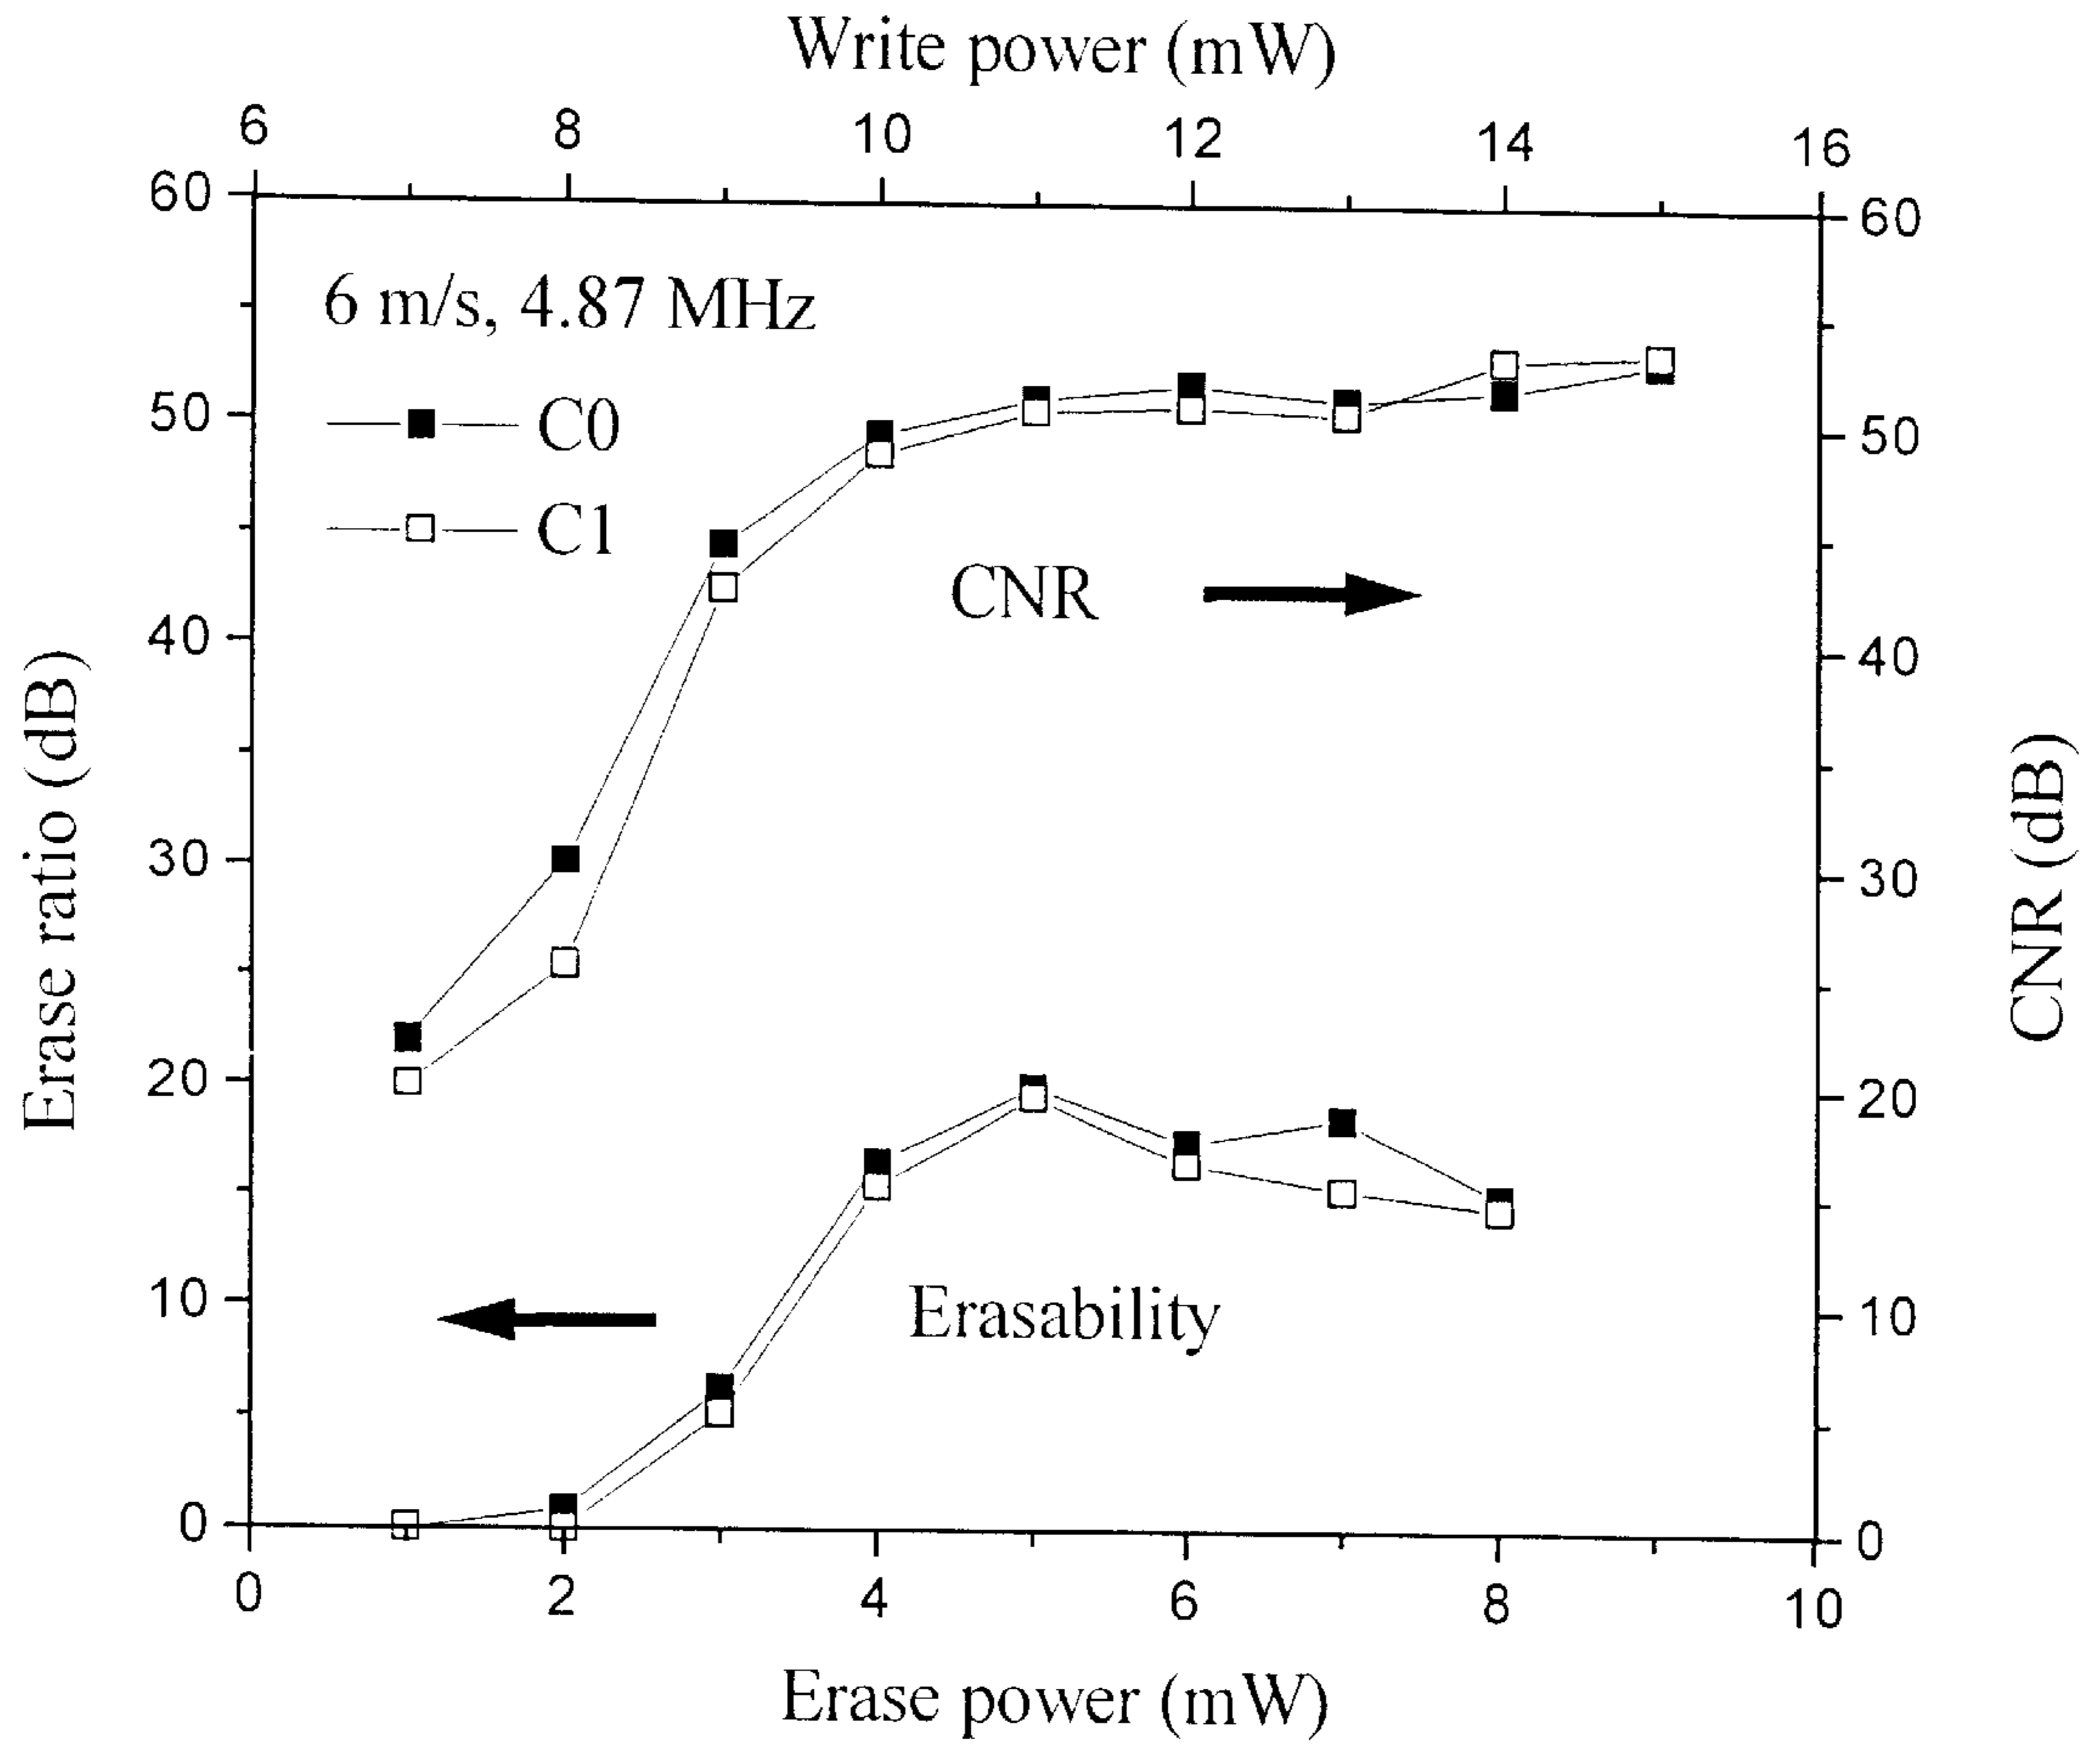 Write power (mW)
6 8 10 12 14 16
60 60
6 m/s, 4.87 MHz
50 C0 50
C1
CNR
40 40
Erase ratio (dB)
CNR (dB)
30 30
20 20
10 Erasability 10
0 0
0 2 4 6 8 10
Erase power (mW)